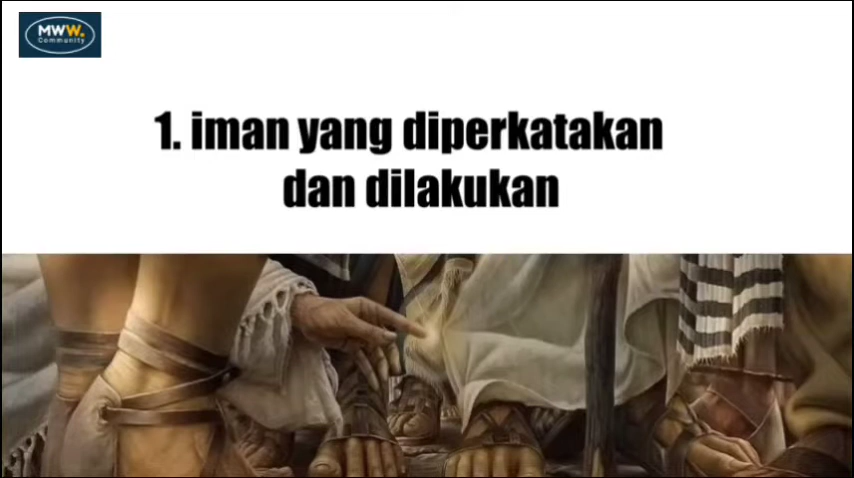 MWW.
Community
1. iman yang diperkatakan
dan dilakukan